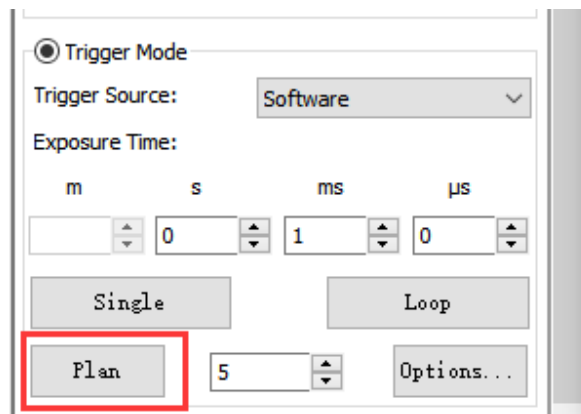 Trigger Mode
Trigger Source: Software
Exposure Time:
m s ms µs
0 1 0
Single Loop
Plan 5 Options...